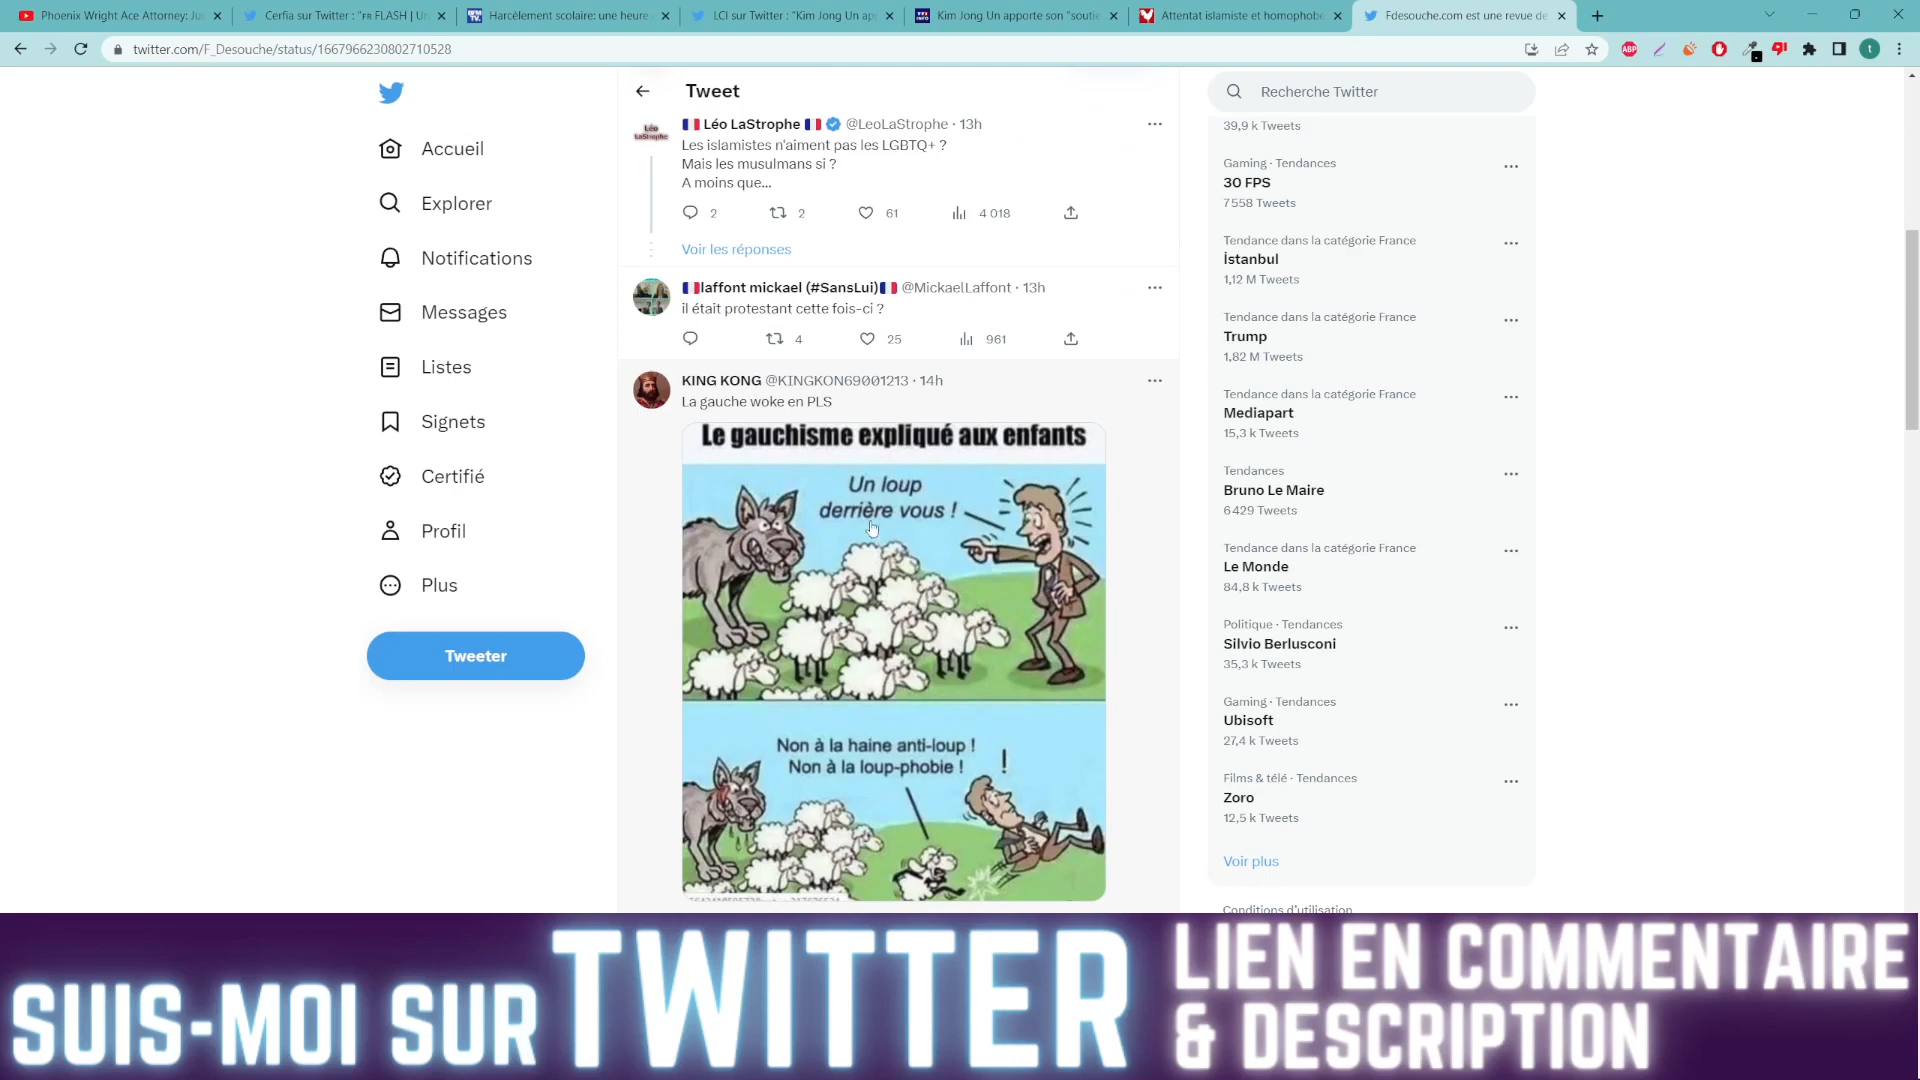 Phoenix Wright Ace Attorney: Jus
Cerfia sur Twitter : "🇫🇷 FLASH | Un
Harcèlement scolaire: une heure
LCI sur Twitter : "Kim Jong Un ap
Kim Jong Un apporte son "soutie
Attentat islamiste et homophobe
Fdesouche.com est une revue de
twitter.com/F_Desouche/status/1667966230802710528
ABP
t
Accueil
Explorer
Notifications
Messages
Listes
Signets
Certifié
Profil
Plus
Tweeter
Tweet
Léo LaStrophe
🇫🇷 Léo LaStrophe 🇫🇷 @LeoLaStrophe · 13h
Les islamistes n'aiment pas les LGBTQ+ ?
Mais les musulmans si ?
A moins que...
2 2 61 4 018
Voir les réponses
🇫🇷laffont mickael (#SansLui)🇫🇷 @MickaelLaffont · 13h
il était protestant cette fois-ci ?
4 25 961
KING KONG @KINGKON69001213 · 14h
La gauche woke en PLS
Le gauchisme expliqué aux enfants
Un loup
derrière vous !
Non à la haine anti-loup !
Non à la loup-phobie !
!
Recherche Twitter
39,9 k Tweets
Gaming · Tendances
30 FPS
7 558 Tweets
Tendance dans la catégorie France
İstanbul
1,12 M Tweets
Tendance dans la catégorie France
Trump
1,82 M Tweets
Tendance dans la catégorie France
Mediapart
15,3 k Tweets
Tendances
Bruno Le Maire
6 429 Tweets
Tendance dans la catégorie France
Le Monde
84,8 k Tweets
Politique · Tendances
Silvio Berlusconi
35,3 k Tweets
Gaming · Tendances
Ubisoft
27,4 k Tweets
Films & télé · Tendances
Zoro
12,5 k Tweets
Voir plus
Conditions d'utilisation
SUIS-MOI SUR TWITTER
LIEN EN COMMENTAIRE
& DESCRIPTION